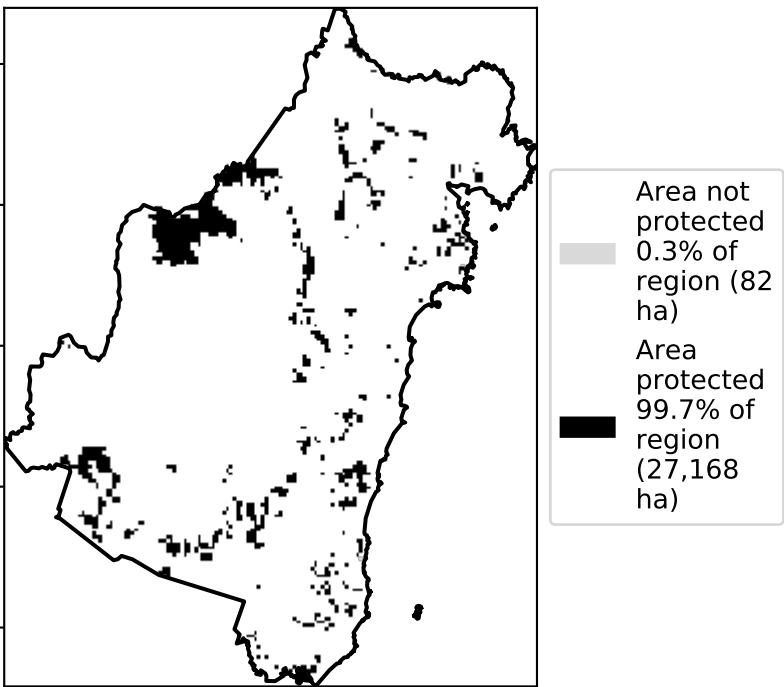 Area not
protected
0.3% of
region (82
ha)
Area
protected
99.7% of
region
(27,168
ha)